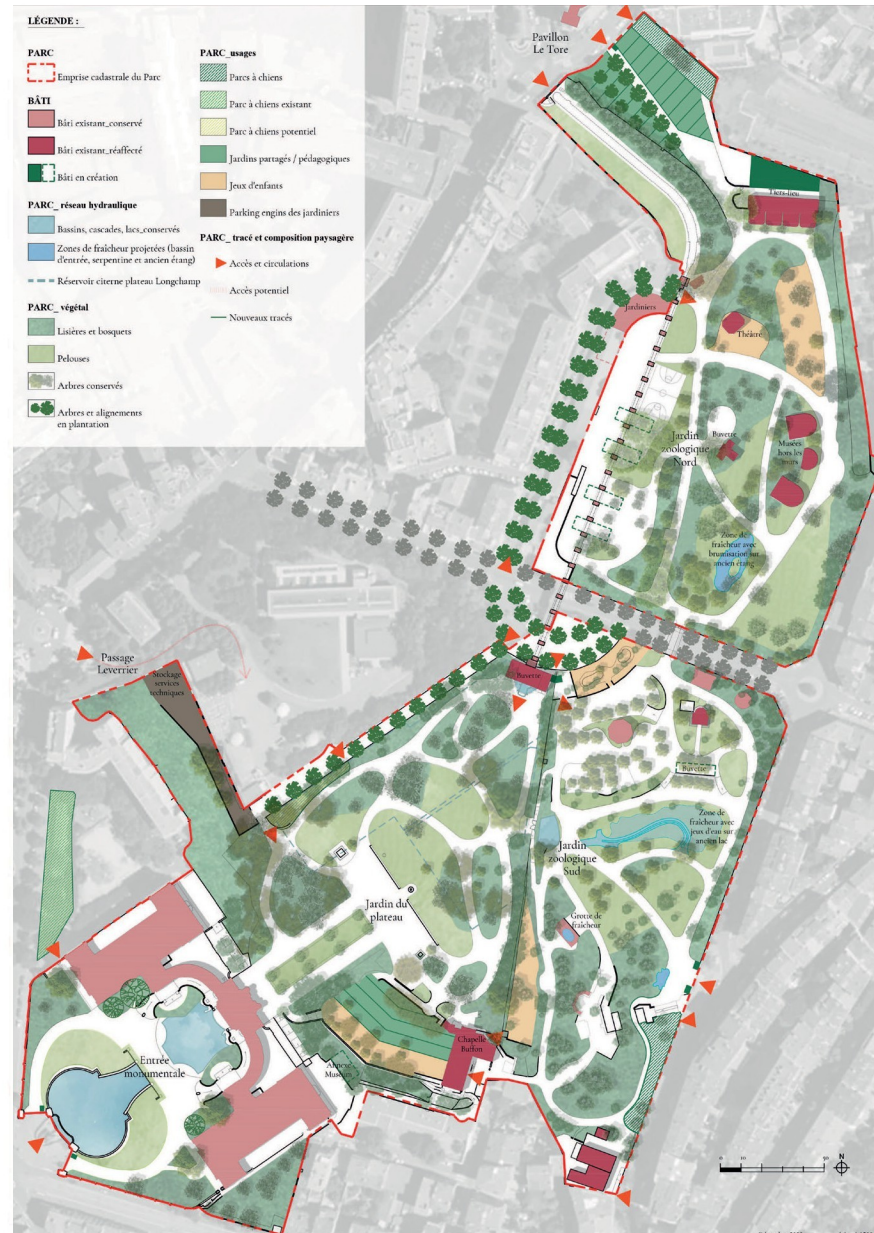 LÉGENDE :
PARC
Emprise cadastrale du Parc
BÂTI
Bâti existant_conservé
Bâti existant_réaffecté
Bâti en création
PARC_ réseau hydraulique
Bassins, cascades, lacs_conservés
Zones de fraîcheur projetées (bassin
d'entrée, serpentine et ancien étang)
Réservoir citerne plateau Longchamp
PARC_ végétal
Lisières et bosquets
Pelouses
Arbres conservés
Arbres et alignements
en plantation
PARC_usages
Parcs à chiens
Parc à chiens existant
Parc à chiens potentiel
Jardins partagés / pédagogiques
Jeux d'enfants
Parking engins des jardiniers
PARC_ tracé et composition paysagère
Accès et circulations
Accès potentiel
Nouveaux tracés
Pavillon
Le Tore
Tiers-lieu
Jardiniers
Théâtre
Jardin
zoologique
Nord
Buvette
Musées
hors les
murs
Zone de
fraîcheur avec
brumisation sur
ancien étang
Passage
Leverrier
Stockage
services
techniques
Buvette
Buvette
Zone de
fraîcheur avec
jeux d'eau sur
ancien lac
Jardin
zoologique
Sud
Jardin du
plateau
Grotte de
fraîcheur
Chapelle
Buffon
Annexe
Muséum
Entrée
monumentale
N